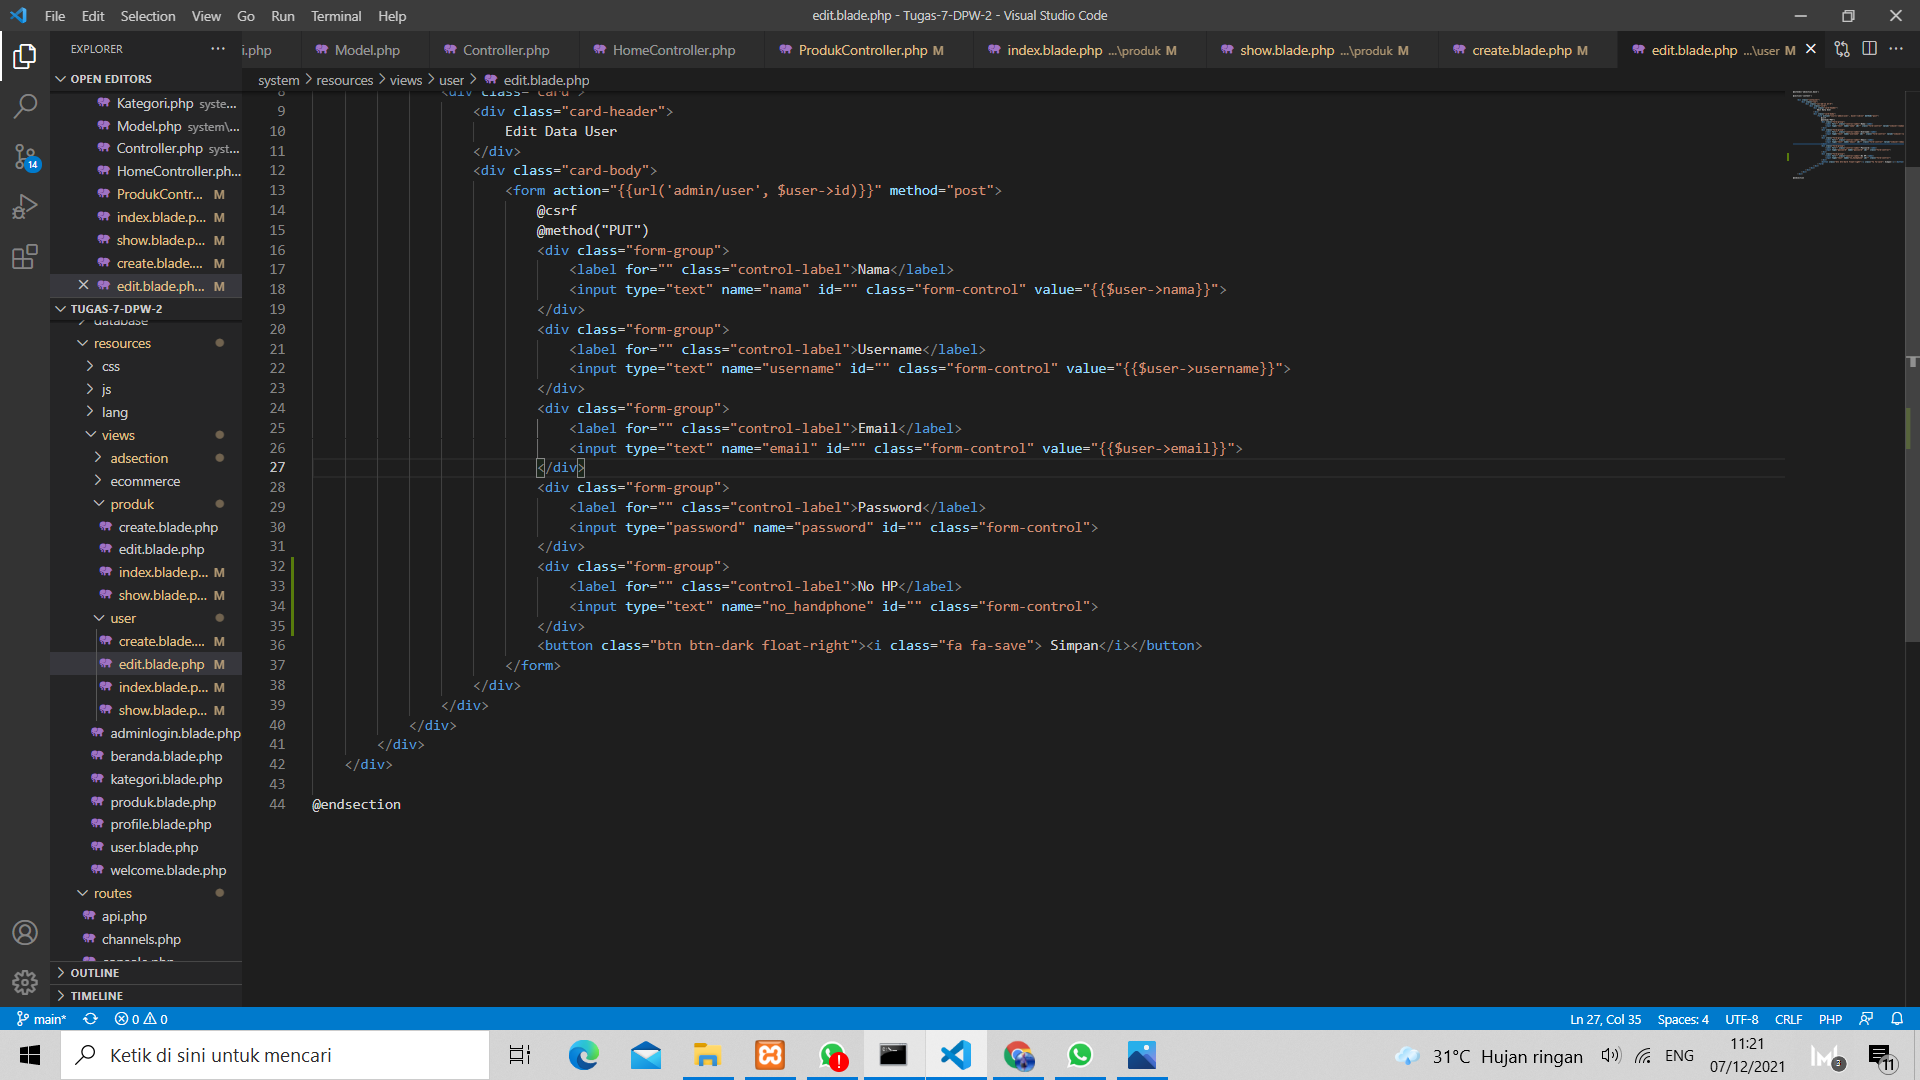 File Edit Selection View Go Run Terminal Help
edit.blade.php - Tugas-7-DPW-2 - Visual Studio Code
EXPLORER
i.php Model.php Controller.php HomeController.php ProdukController.php M index.blade.php ...\produk M show.blade.php ...\produk M create.blade.php M edit.blade.php ...\user M
OPEN EDITORS
Kategori.php syste...
Model.php system\...
Controller.php syst...
HomeController.ph...
ProdukContr... M
index.blade.p... M
show.blade.p... M
create.blade.... M
edit.blade.ph... M
14
TUGAS-7-DPW-2
database
resources
css
js
lang
views
adsection
ecommerce
produk
create.blade.php
edit.blade.php
index.blade.p... M
show.blade.p... M
user
create.blade.... M
edit.blade.php M
index.blade.p... M
show.blade.p... M
adminlogin.blade.php
beranda.blade.php
kategori.blade.php
produk.blade.php
profile.blade.php
user.blade.php
welcome.blade.php
routes
api.php
channels.php
console.php
OUTLINE
TIMELINE
system > resources > views > user > edit.blade.php
8 <div class="card">
9 <div class="card-header">
10 Edit Data User
11 </div>
12 <div class="card-body">
13 <form action="{{url('admin/user', $user->id)}}" method="post">
14 @csrf
15 @method("PUT")
16 <div class="form-group">
17 <label for="" class="control-label">Nama</label>
18 <input type="text" name="nama" id="" class="form-control" value="{{$user->nama}}">
19 </div>
20 <div class="form-group">
21 <label for="" class="control-label">Username</label>
22 <input type="text" name="username" id="" class="form-control" value="{{$user->username}}">
23 </div>
24 <div class="form-group">
25 <label for="" class="control-label">Email</label>
26 <input type="text" name="email" id="" class="form-control" value="{{$user->email}}">
27 </div>
28 <div class="form-group">
29 <label for="" class="control-label">Password</label>
30 <input type="password" name="password" id="" class="form-control">
31 </div>
32 <div class="form-group">
33 <label for="" class="control-label">No HP</label>
34 <input type="text" name="no_handphone" id="" class="form-control">
35 </div>
36 <button class="btn btn-dark float-right"><i class="fa fa-save"> Simpan</i></button>
37 </form>
38 </div>
39 </div>
40 </div>
41 </div>
42 </div>
43
44 @endsection
main* 0 0
Ln 27, Col 35 Spaces: 4 UTF-8 CRLF PHP
Ketik di sini untuk mencari
31°C Hujan ringan ENG
11:21
07/12/2021
3
11